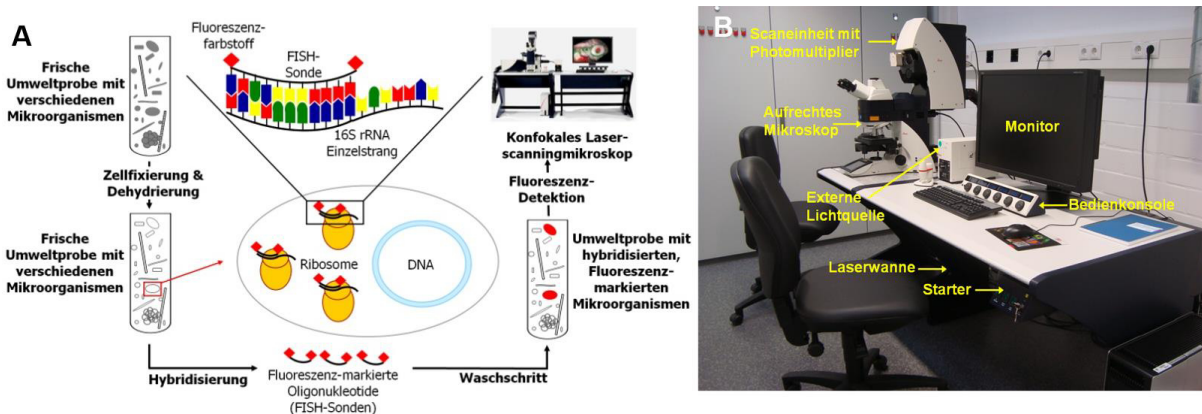 A
Frische
Umweltprobe mit
verschiedenen
Mikroorganismen
Fluoreszenz-
farbstoff
FISH-
Sonde
16S rRNA
Einzelstrang
Konfokales Laser-
scanningmikroskop
Zellfixierung &
Dehydrierung
Fluoreszenz-
Detektion
Frische
Umweltprobe mit
verschiedenen
Mikroorganismen
Ribosome
DNA
Umweltprobe mit
hybridisierten,
Fluoreszenz-
markierten
Mikroorganismen
Hybridisierung
Fluoreszenz-markierte
Oligonukleotide
(FISH-Sonden)
Waschschritt
B
Scaneinheit mit
Photomultiplier
Aufrechtes
Mikroskop
Monitor
Externe
Lichtquelle
Bedienkonsole
Laserwanne
Starter